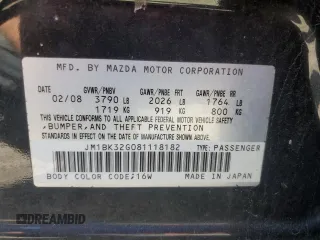 MFD. BY MAZDA MOTOR CORPORATION
GVWR/PNBV GAWR/PNBE FRT GAWR/PNBE RR
02/08 3790 LB 2026 LB 1764 LB
1719 KG 919 KG 800 KG
THIS VEHICLE CONFORMS TO ALL APPLICABLE FEDERAL MOTOR VEHICLE SAFETY
,BUMPER,AND THEFT PREVENTION
STANDARDS IN EFFECT ON THE DATE OF MANUFACTURE SHOWN ABOVE.
JM1BK32G081118182 TYPE:PASSENGER
BODY COLOR CODE:16W MADE IN JAPAN
DREAMBID